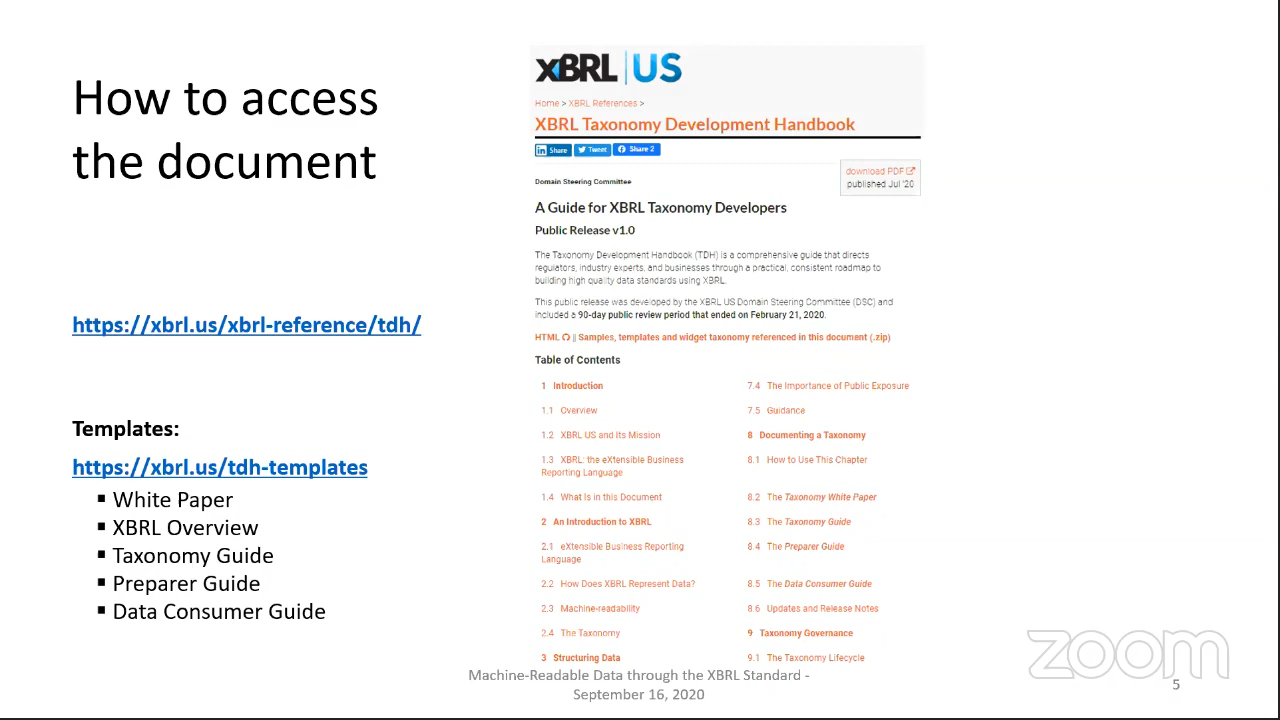 How to access
the document
https://xbrl.us/xbrl-reference/tdh/
Templates:
https://xbrl.us/tdh-templates
▪ White Paper
▪ XBRL Overview
▪ Taxonomy Guide
▪ Preparer Guide
▪ Data Consumer Guide
XBRL | US
Home > XBRL References >
XBRL Taxonomy Development Handbook
in Share Tweet Share 2
download PDF
published Jul '20
Domain Steering Committee
A Guide for XBRL Taxonomy Developers
Public Release v1.0
The Taxonomy Development Handbook (TDH) is a comprehensive guide that directs
regulators, industry experts, and businesses through a practical, consistent roadmap to
building high quality data standards using XBRL.
This public release was developed by the XBRL US Domain Steering Committee (DSC) and
included a 90-day public review period that ended on February 21, 2020.
HTML || Samples, templates and widget taxonomy referenced in this document (.zip)
Table of Contents
1 Introduction
1.1 Overview
1.2 XBRL US and Its Mission
1.3 XBRL: the eXtensible Business
Reporting Language
1.4 What Is in this Document
2 An Introduction to XBRL
2.1 eXtensible Business Reporting
Language
2.2 How Does XBRL Represent Data?
2.3 Machine-readability
2.4 The Taxonomy
3 Structuring Data
7.4 The Importance of Public Exposure
7.5 Guidance
8 Documenting a Taxonomy
8.1 How to Use This Chapter
8.2 The Taxonomy White Paper
8.3 The Taxonomy Guide
8.4 The Preparer Guide
8.5 The Data Consumer Guide
8.6 Updates and Release Notes
9 Taxonomy Governance
9.1 The Taxonomy Lifecycle
Machine-Readable Data through the XBRL Standard -
September 16, 2020
zoom
5